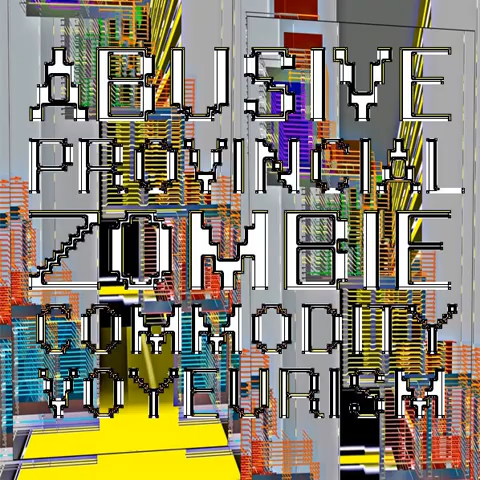 ABUSIVE
PROVINCIAL
ZOMBIE
COMMODITY
VOYEURISM